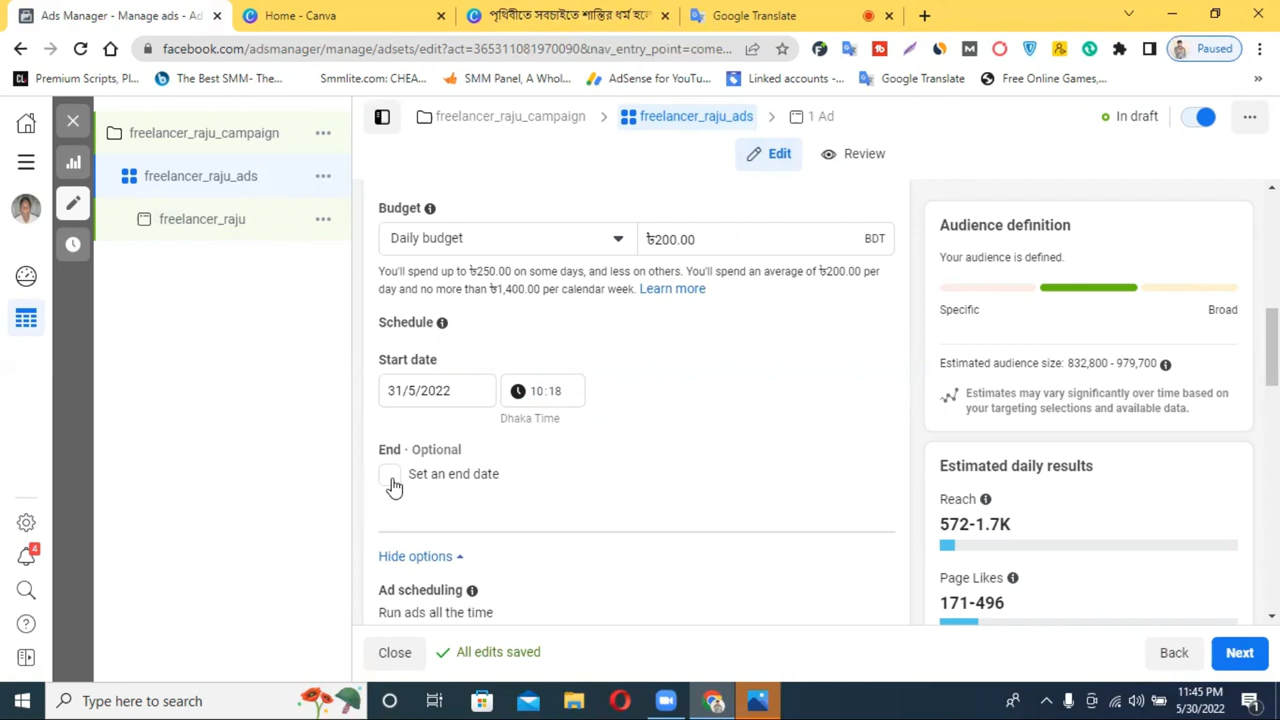 Ads Manager - Manage ads - Ad
Home - Canva
পৃথিবীতে সবচাইতে শান্তির ধর্ম হলে
Google Translate
facebook.com/adsmanager/manage/adsets/edit?act=3653110819700908&nav_entry_point=come...
Paused
Premium Scripts, Pl...
The Best SMM- The...
Smmlite.com: CHEA...
SMM Panel, A Whol...
AdSense for YouTu...
Linked accounts -...
Google Translate
Free Online Games,...
»
freelancer_raju_campaign
freelancer_raju_ads
1 Ad
In draft
freelancer_raju_campaign
freelancer_raju_ads
freelancer_raju
Edit
Review
Budget
Daily budget
৳200.00
BDT
You'll spend up to ৳250.00 on some days, and less on others. You'll spend an average of ৳200.00 per
day and no more than ৳1,400.00 per calendar week. Learn more
Schedule
Start date
31/5/2022
10:18
Dhaka Time
End · Optional
Set an end date
Hide options
Ad scheduling
Run ads all the time
Audience definition
Your audience is defined.
Specific
Broad
Estimated audience size: 832,800 - 979,700
Estimates may vary significantly over time based on
your targeting selections and available data.
Estimated daily results
Reach
572-1.7K
Page Likes
171-496
4
Close
All edits saved
Back
Next
Type here to search
11:45 PM
5/30/2022
1